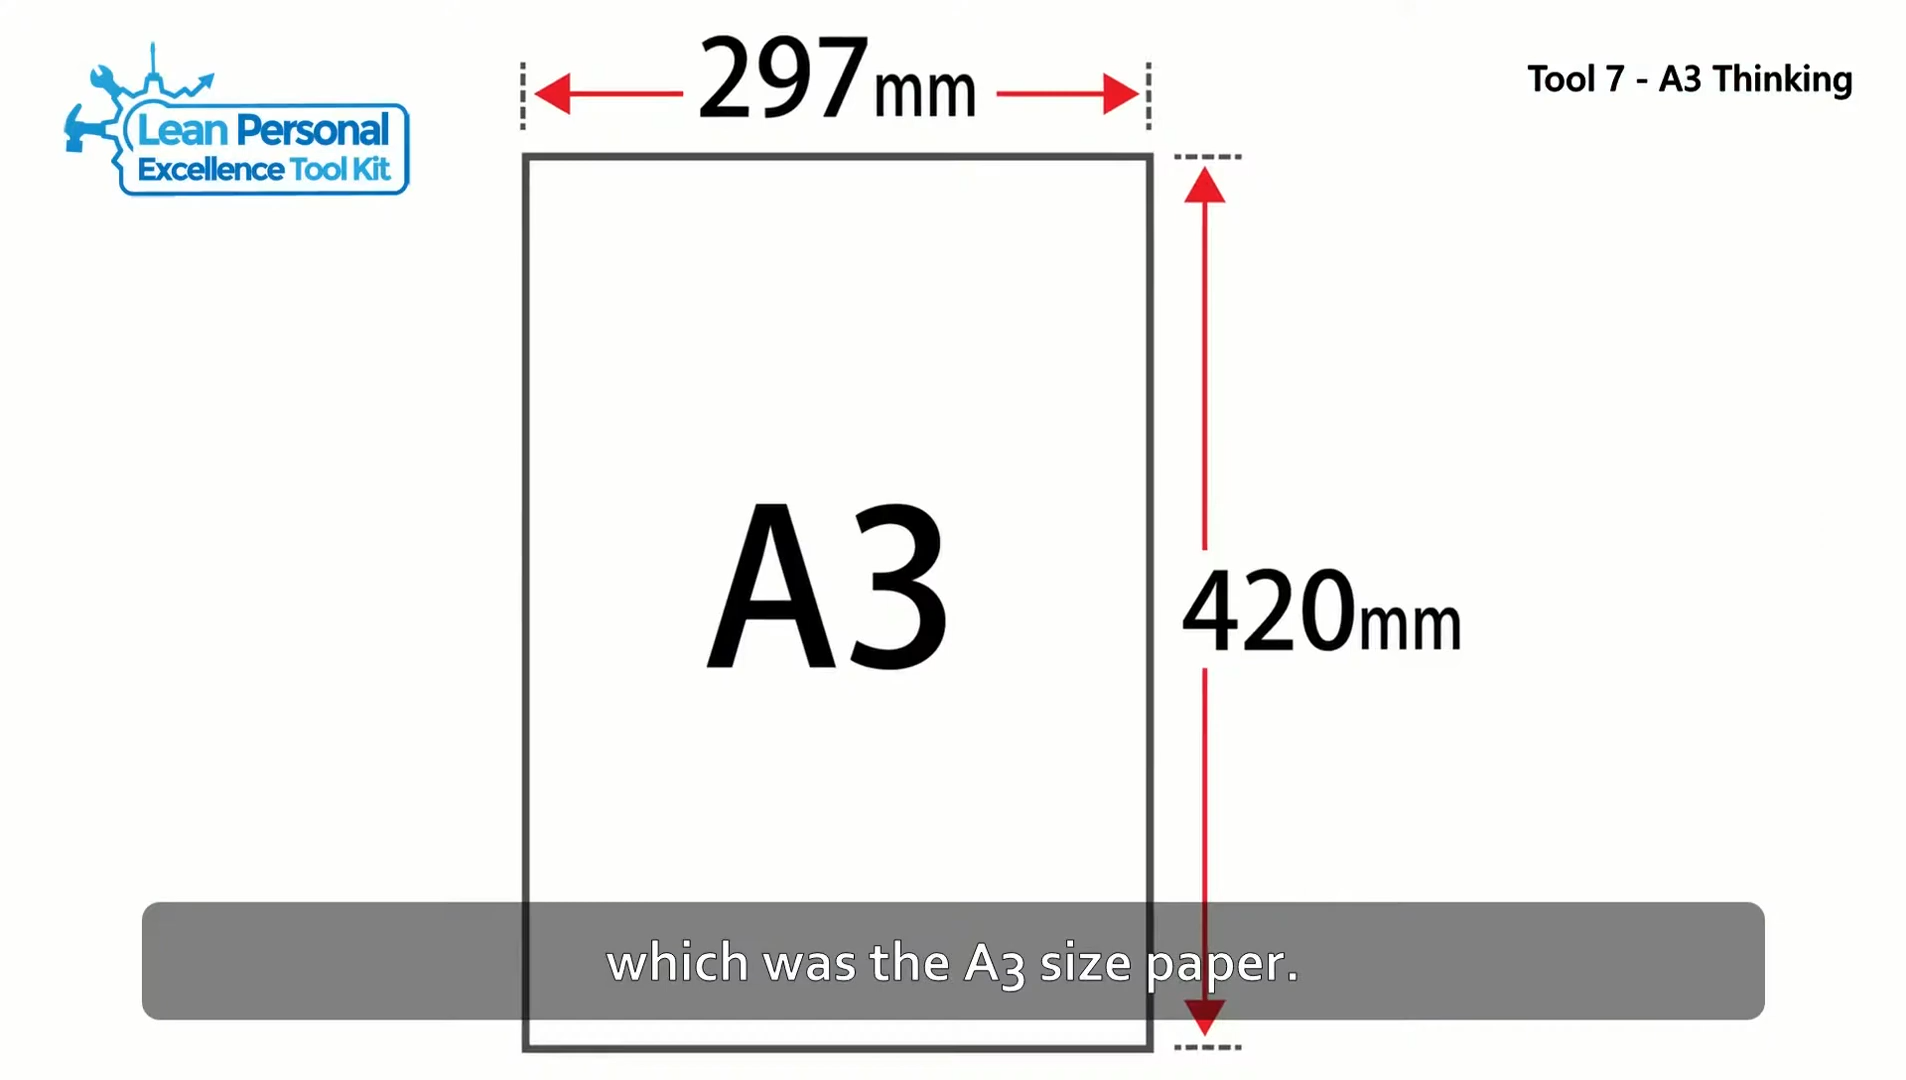 Lean Personal
Excellence Tool Kit
297mm
Tool 7 - A3 Thinking
A3
420mm
which was the A3 size paper.